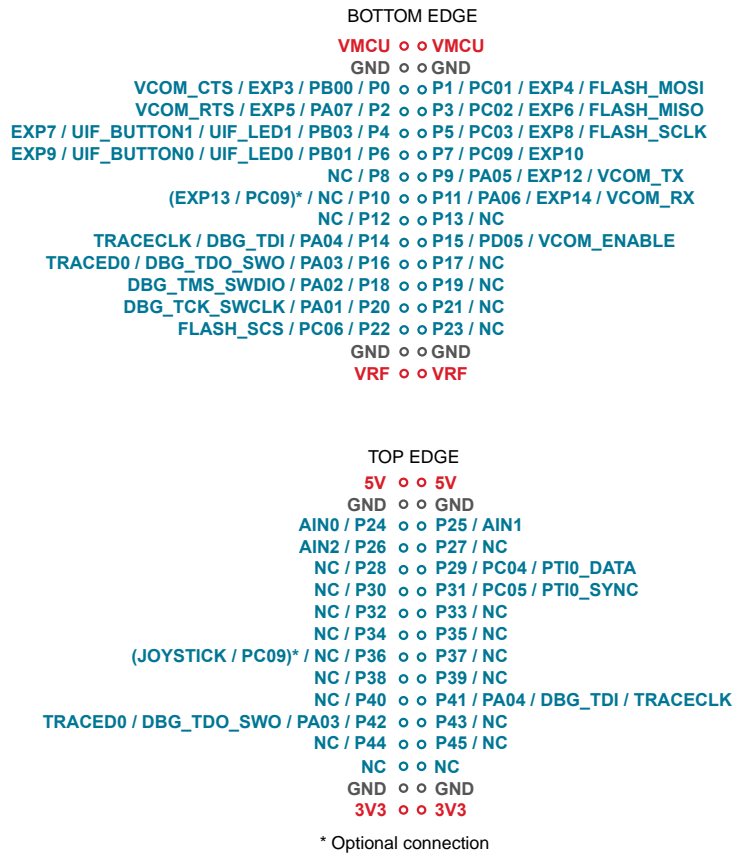 BOTTOM EDGE
VMCU VMCU
GND GND
VCOM_CTS / EXP3 / PB00 / P0 P1 / PC01 / EXP4 / FLASH_MOSI
VCOM_RTS / EXP5 / PA07 / P2 P3 / PC02 / EXP6 / FLASH_MISO
EXP7 / UIF_BUTTON1 / UIF_LED1 / PB03 / P4 P5 / PC03 / EXP8 / FLASH_SCLK
EXP9 / UIF_BUTTON0 / UIF_LED0 / PB01 / P6 P7 / PC09 / EXP10
NC / P8 P9 / PA05 / EXP12 / VCOM_TX
(EXP13 / PC09)* / NC / P10 P11 / PA06 / EXP14 / VCOM_RX
NC / P12 P13 / NC
TRACECLK / DBG_TDI / PA04 / P14 P15 / PD05 / VCOM_ENABLE
TRACED0 / DBG_TDO_SWO / PA03 / P16 P17 / NC
DBG_TMS_SWDIO / PA02 / P18 P19 / NC
DBG_TCK_SWCLK / PA01 / P20 P21 / NC
FLASH_SCS / PC06 / P22 P23 / NC
GND GND
VRF VRF
TOP EDGE
5V 5V
GND GND
AIN0 / P24 P25 / AIN1
AIN2 / P26 P27 / NC
NC / P28 P29 / PC04 / PTI0_DATA
NC / P30 P31 / PC05 / PTI0_SYNC
NC / P32 P33 / NC
NC / P34 P35 / NC
(JOYSTICK / PC09)* / NC / P36 P37 / NC
NC / P38 P39 / NC
NC / P40 P41 / PA04 / DBG_TDI / TRACECLK
TRACED0 / DBG_TDO_SWO / PA03 / P42 P43 / NC
NC / P44 P45 / NC
NC NC
GND GND
3V3 3V3
* Optional connection